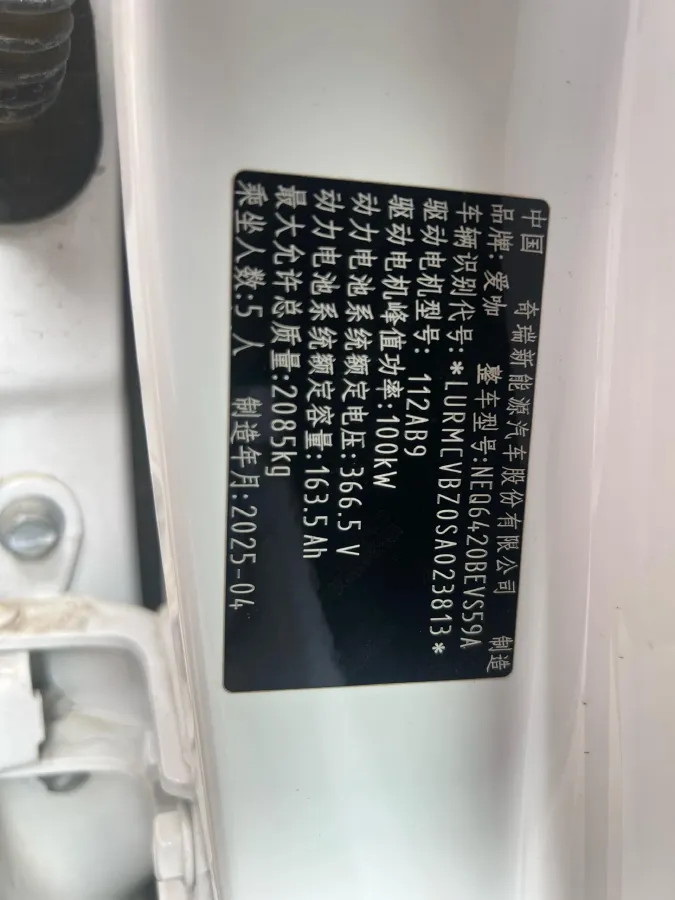 中国 奇瑞新能源汽车股份有限公司 制造
品牌:爱咖 整车型号:NEQ6420BEVS59A
车辆识别代号:*LURMCVBZ0SA023813*
驱动电机型号: 112AB9
驱动电机峰值功率:100kW
动力电池系统额定电压:366.5 V
动力电池系统额定容量:163.5 Ah
最大允许总质量:2085kg
乘坐人数:5 人 制造年月:2025-04